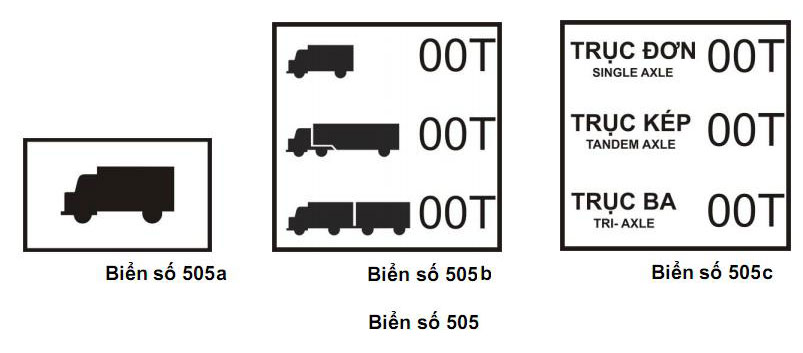 00T
00T
00T
TRỤC ĐƠN 00T
SINGLE AXLE
TRỤC KÉP 00T
TANDEM AXLE
TRỤC BA 00T
TRI- AXLE
Biển số 505a
Biển số 505b
Biển số 505c
Biển số 505